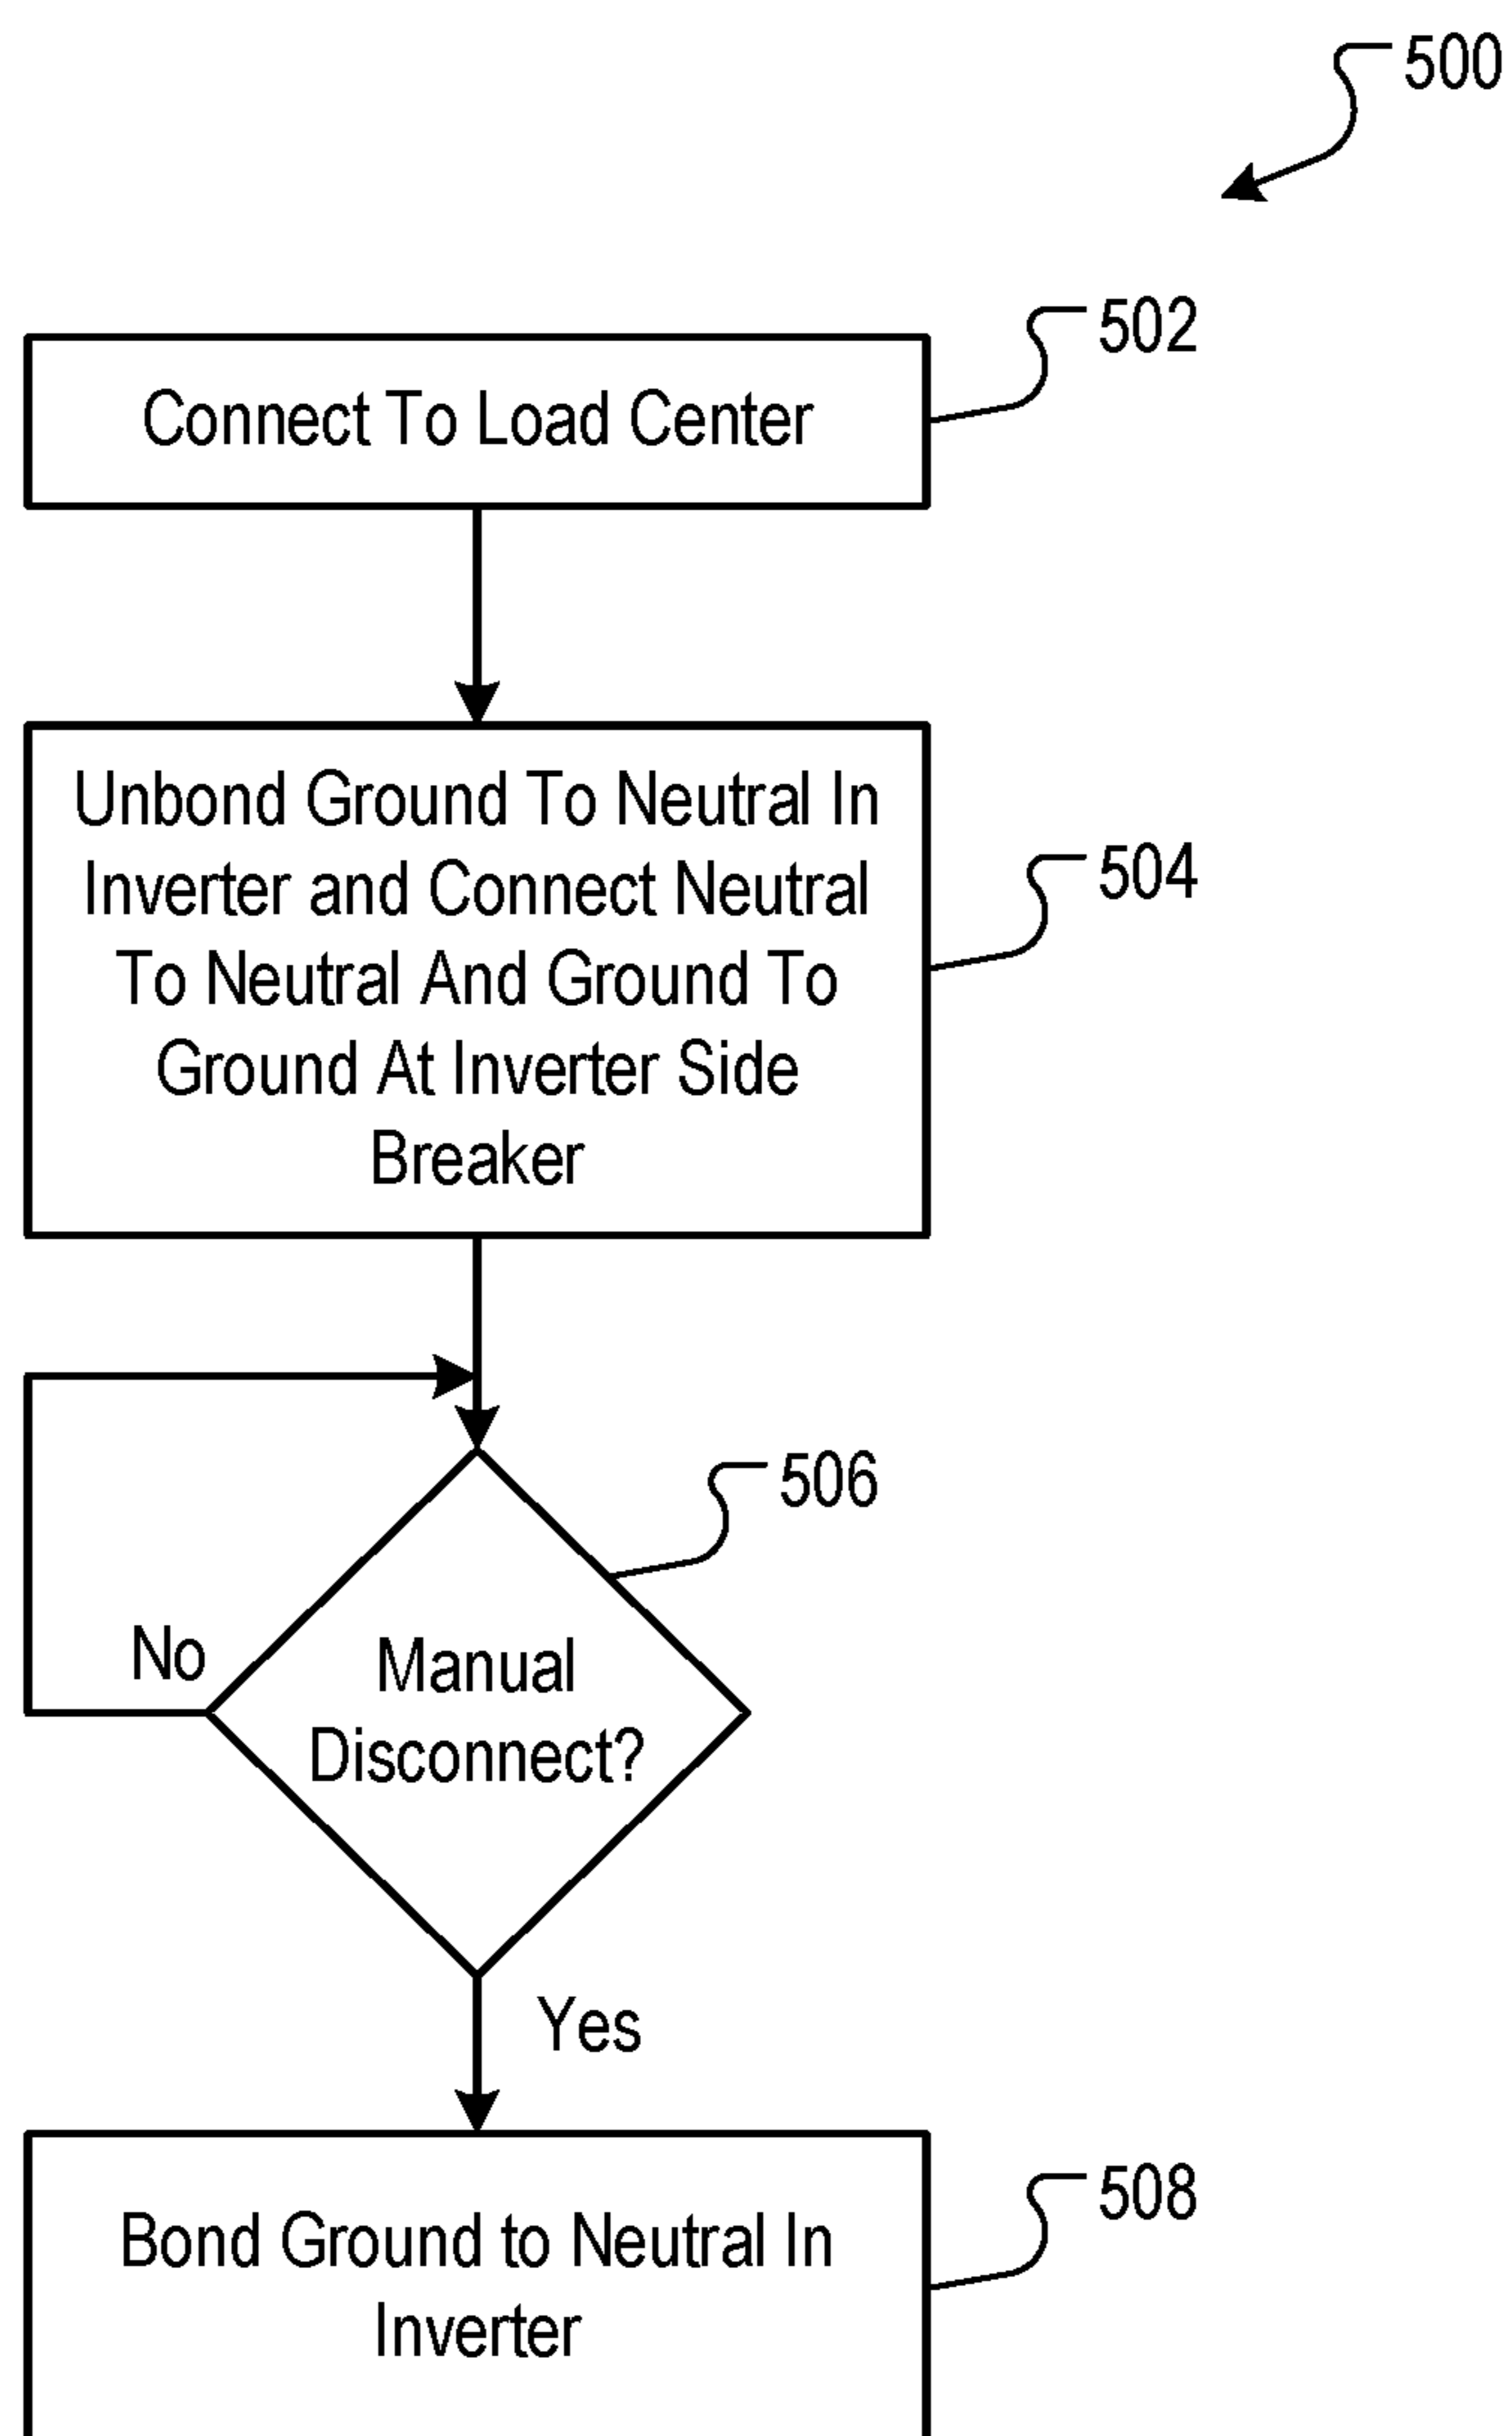 500
502
Connect To Load Center
Unbond Ground To Neutral In
Inverter and Connect Neutral
To Neutral And Ground To
Ground At Inverter Side
Breaker
504
506
No
Manual
Disconnect?
Yes
508
Bond Ground to Neutral In
Inverter